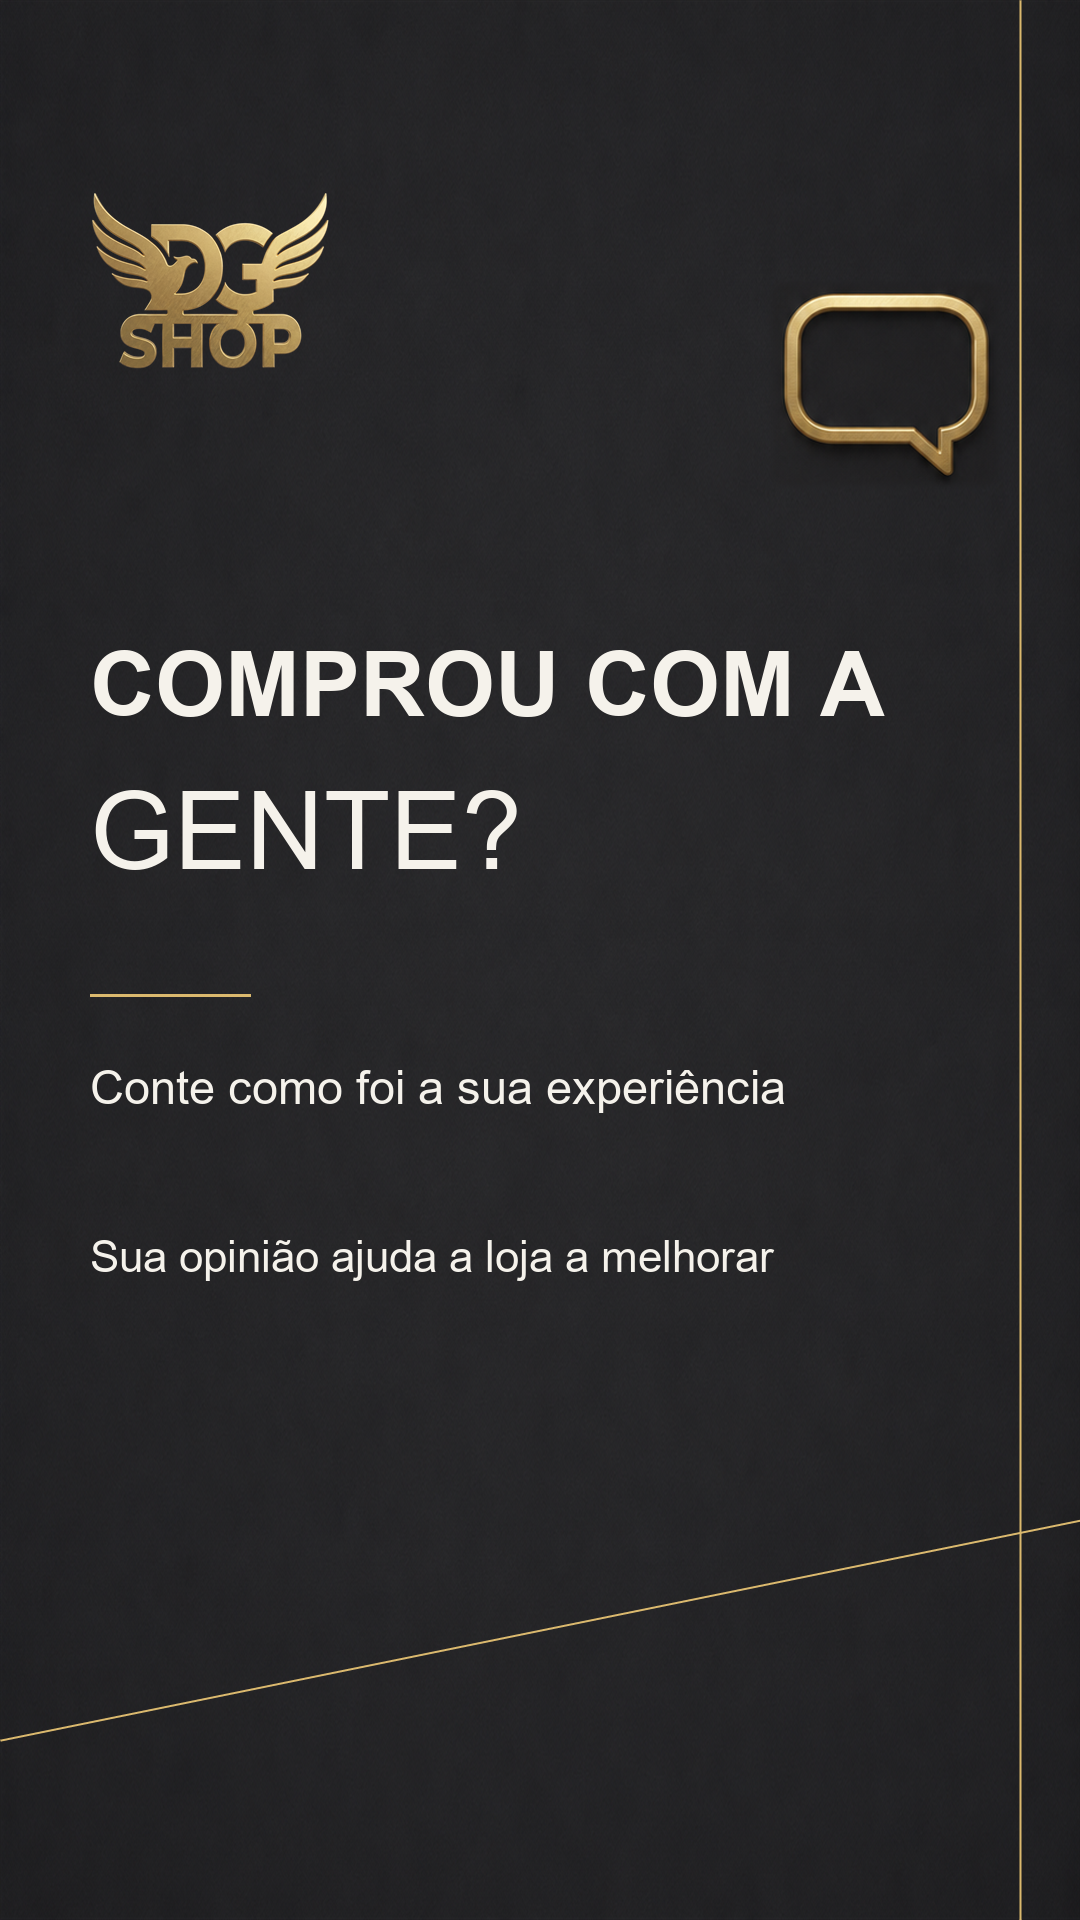 DG
SHOP
COMPROU COM A
GENTE?
Conte como foi a sua experiência
Sua opinião ajuda a loja a melhorar